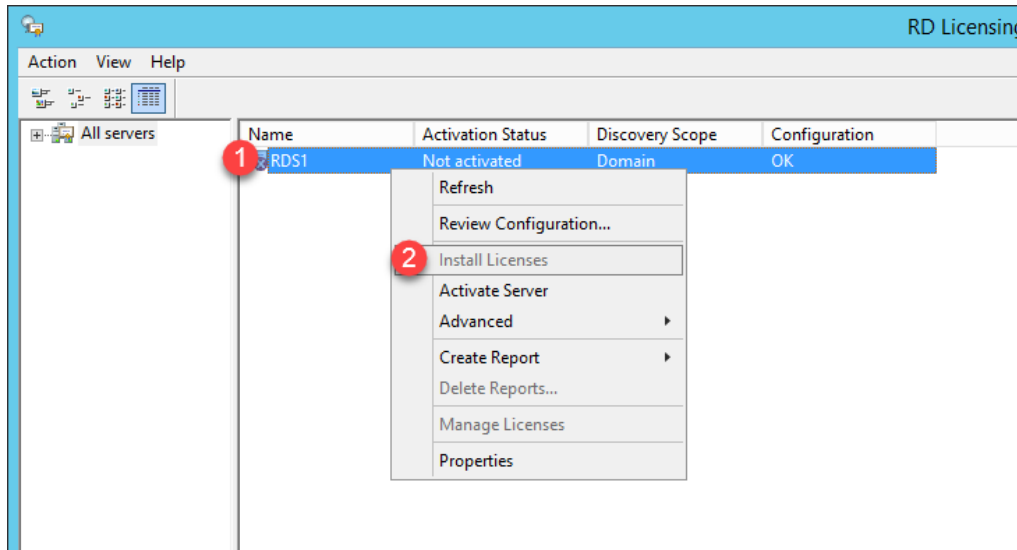 RD Licensing
Action View Help
All servers
Name Activation Status Discovery Scope Configuration
1 RDS1 Not activated Domain OK
Refresh
Review Configuration...
2 Install Licenses
Activate Server
Advanced
Create Report
Delete Reports...
Manage Licenses
Properties